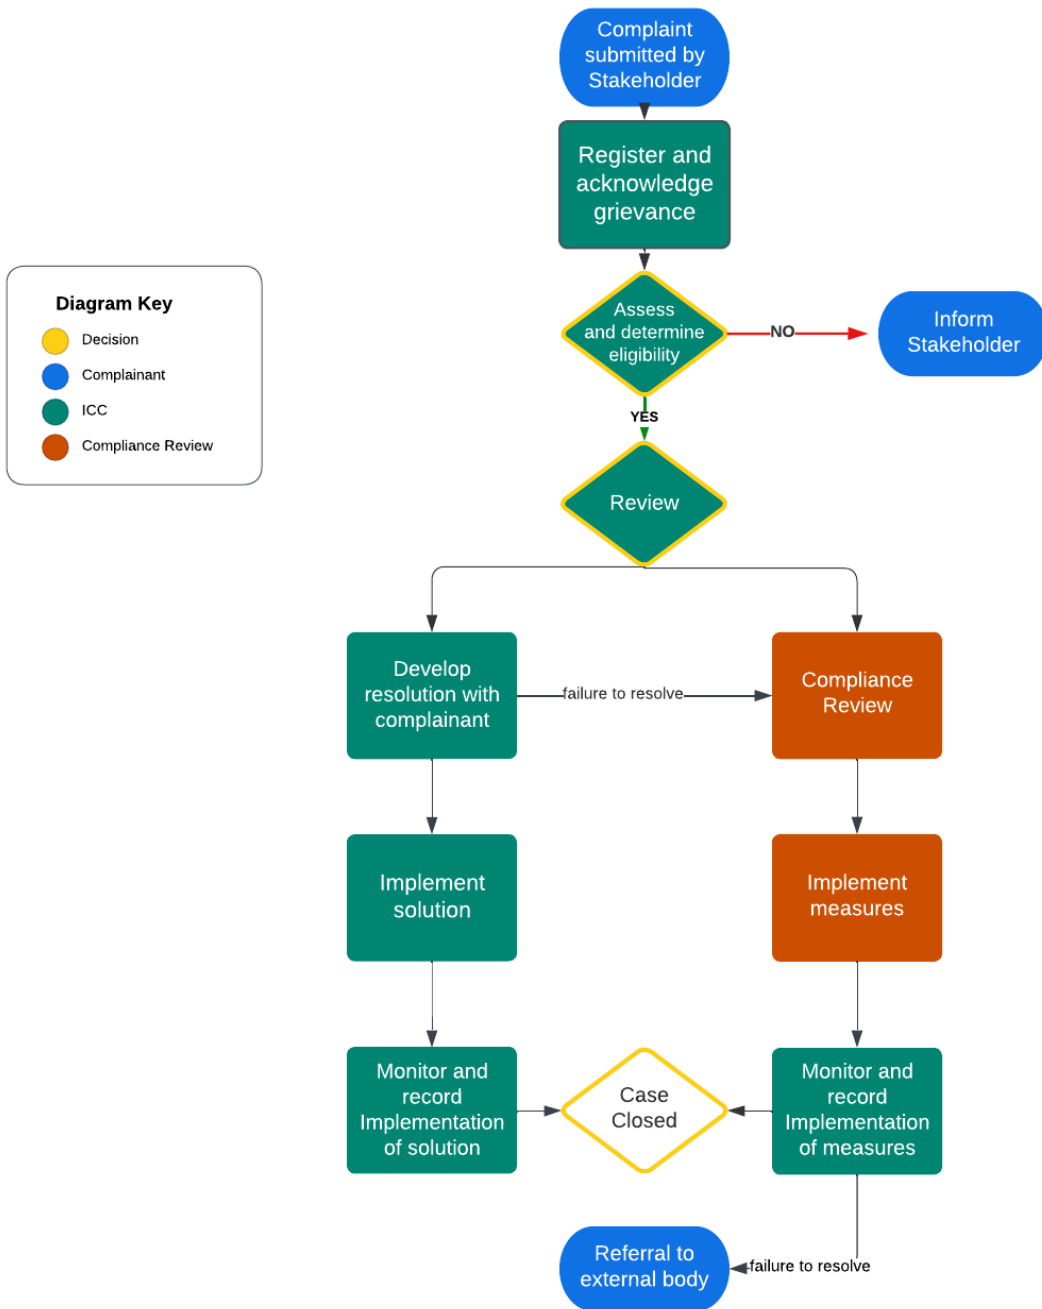 Complaint
submitted by
Stakeholder
Register and
acknowledge
grievance
Diagram Key
Decision
Complainant
ICC
Compliance Review
Assess
and determine
eligibility
NO
Inform
Stakeholder
YES
Review
Develop
resolution with
complainant
failure to resolve
Compliance
Review
Implement
solution
Implement
measures
Monitor and
record
Implementation
of solution
Case
Closed
Monitor and
record
Implementation
of measures
Referral to
external body
failure to resolve